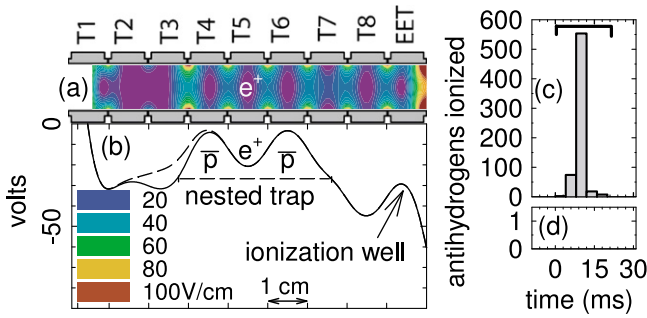 T1 T2 T3 T4 T5 T6 T7 T8 EET
(a) e⁺
0
(b)
p̅ e⁺ p̅
nested trap
volts
-50
20
40
60
80
100V/cm
ionization well
1 cm
antihydrogens ionized
600
500
400
300
200
100
0
(c)
1
0
(d)
0 15 30
time (ms)